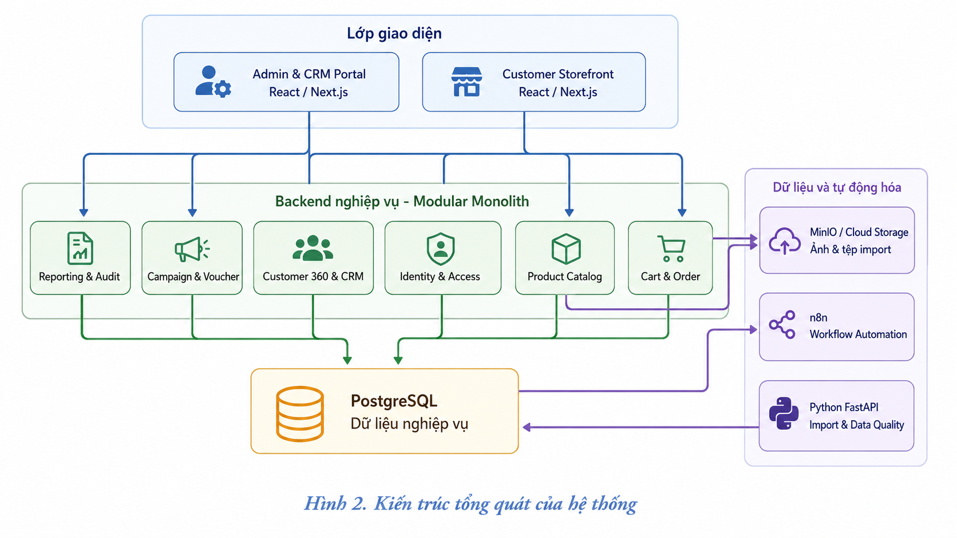 Lớp giao diện
Admin & CRM Portal
React / Next.js
Customer Storefront
React / Next.js
Backend nghiệp vụ - Modular Monolith
Reporting & Audit
Campaign & Voucher
Customer 360 & CRM
Identity & Access
Product Catalog
Cart & Order
Dữ liệu và tự động hóa
MinIO / Cloud Storage
Ảnh & tệp import
n8n
Workflow Automation
Python FastAPI
Import & Data Quality
PostgreSQL
Dữ liệu nghiệp vụ
Hình 2. Kiến trúc tổng quát của hệ thống